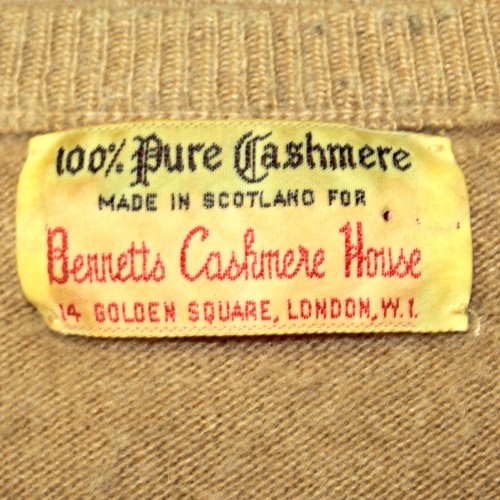 100% Pure Cashmere
MADE IN SCOTLAND FOR
Bennetts Cashmere House
14 GOLDEN SQUARE, LONDON, W.1.